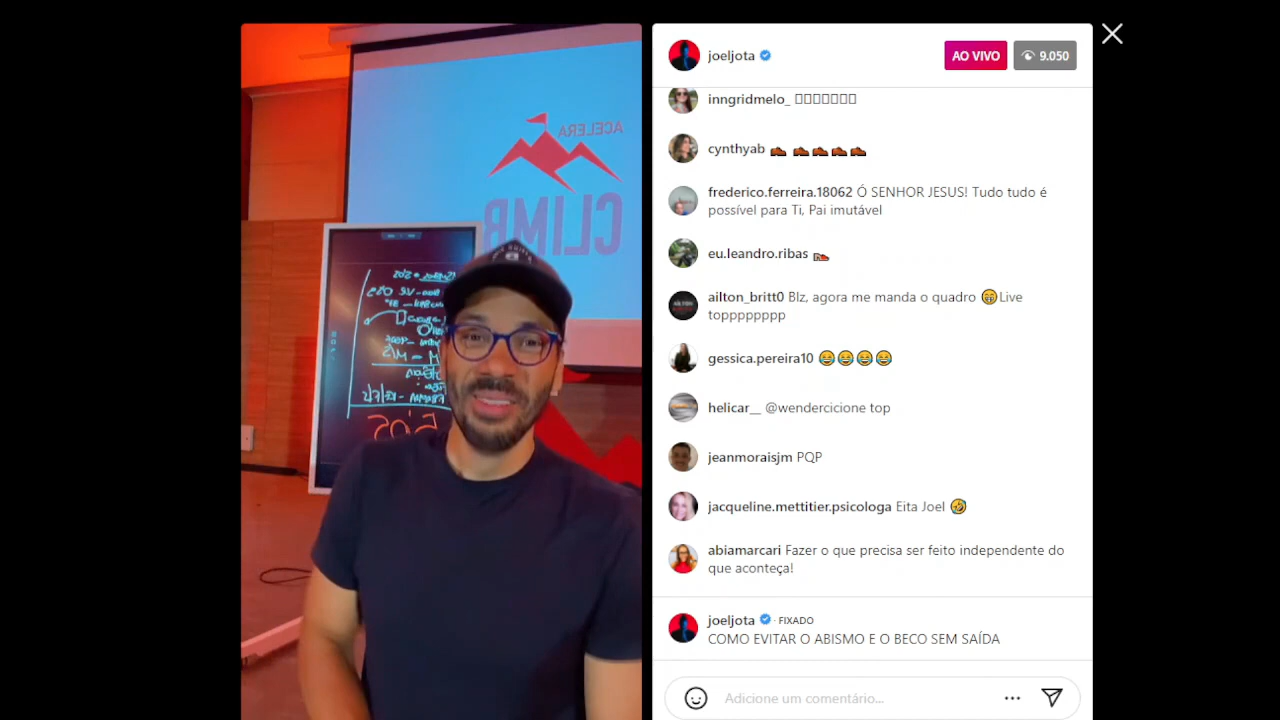 ACELERA
CLIMB
joeljota
AO VIVO
9.050
inngridmelo_
cynthyab
frederico.ferreira.18062 Ó SENHOR JESUS! Tudo tudo é
possível para Ti, Pai imutável
eu.leandro.ribas
ailton_britt0 Blz, agora me manda o quadro 😁Live
topppppppp
gessica.pereira10 😂😂😂😂
helicar__ @wendercicione top
jeanmoraisjm PQP
jacqueline.mettitier.psicologa Eita Joel 🤣
abiamarcari Fazer o que precisa ser feito independente do
que aconteça!
joeljota · FIXADO
COMO EVITAR O ABISMO E O BECO SEM SAÍDA
Adicione um comentário...